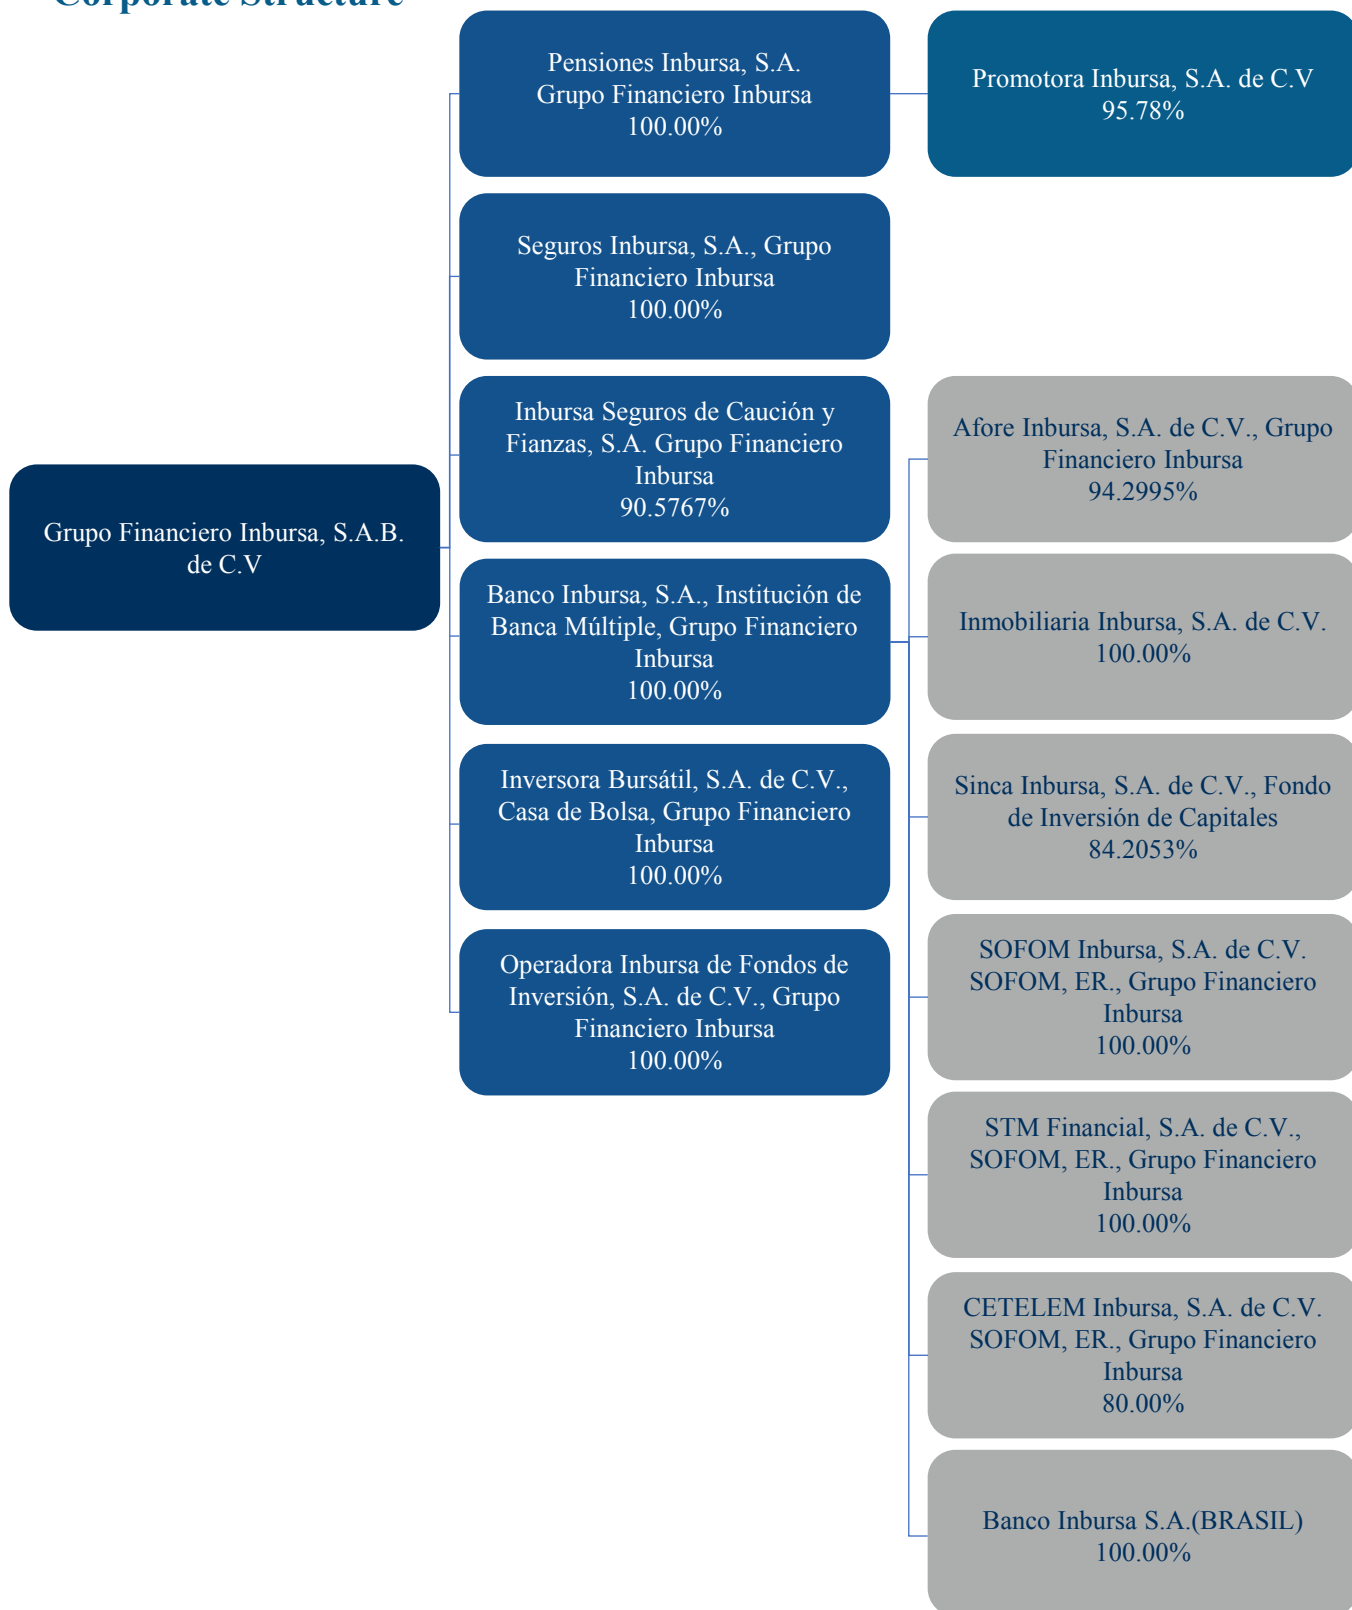 Corporate Structure
Pensiones Inbursa, S.A.
Grupo Financiero Inbursa
100.00%
Promotora Inbursa, S.A. de C.V
95.78%
Seguros Inbursa, S.A., Grupo
Financiero Inbursa
100.00%
Inbursa Seguros de Caución y
Fianzas, S.A. Grupo Financiero
Inbursa
90.5767%
Grupo Financiero Inbursa, S.A.B.
de C.V
Banco Inbursa, S.A., Institución de
Banca Múltiple, Grupo Financiero
Inbursa
100.00%
Inversora Bursátil, S.A. de C.V.,
Casa de Bolsa, Grupo Financiero
Inbursa
100.00%
Operadora Inbursa de Fondos de
Inversión, S.A. de C.V., Grupo
Financiero Inbursa
100.00%
Afore Inbursa, S.A. de C.V., Grupo
Financiero Inbursa
94.2995%
Inmobiliaria Inbursa, S.A. de C.V.
100.00%
Sinca Inbursa, S.A. de C.V., Fondo
de Inversión de Capitales
84.2053%
SOFOM Inbursa, S.A. de C.V.
SOFOM, ER., Grupo Financiero
Inbursa
100.00%
STM Financial, S.A. de C.V.,
SOFOM, ER., Grupo Financiero
Inbursa
100.00%
CETELEM Inbursa, S.A. de C.V.
SOFOM, ER., Grupo Financiero
Inbursa
80.00%
Banco Inbursa S.A.(BRASIL)
100.00%